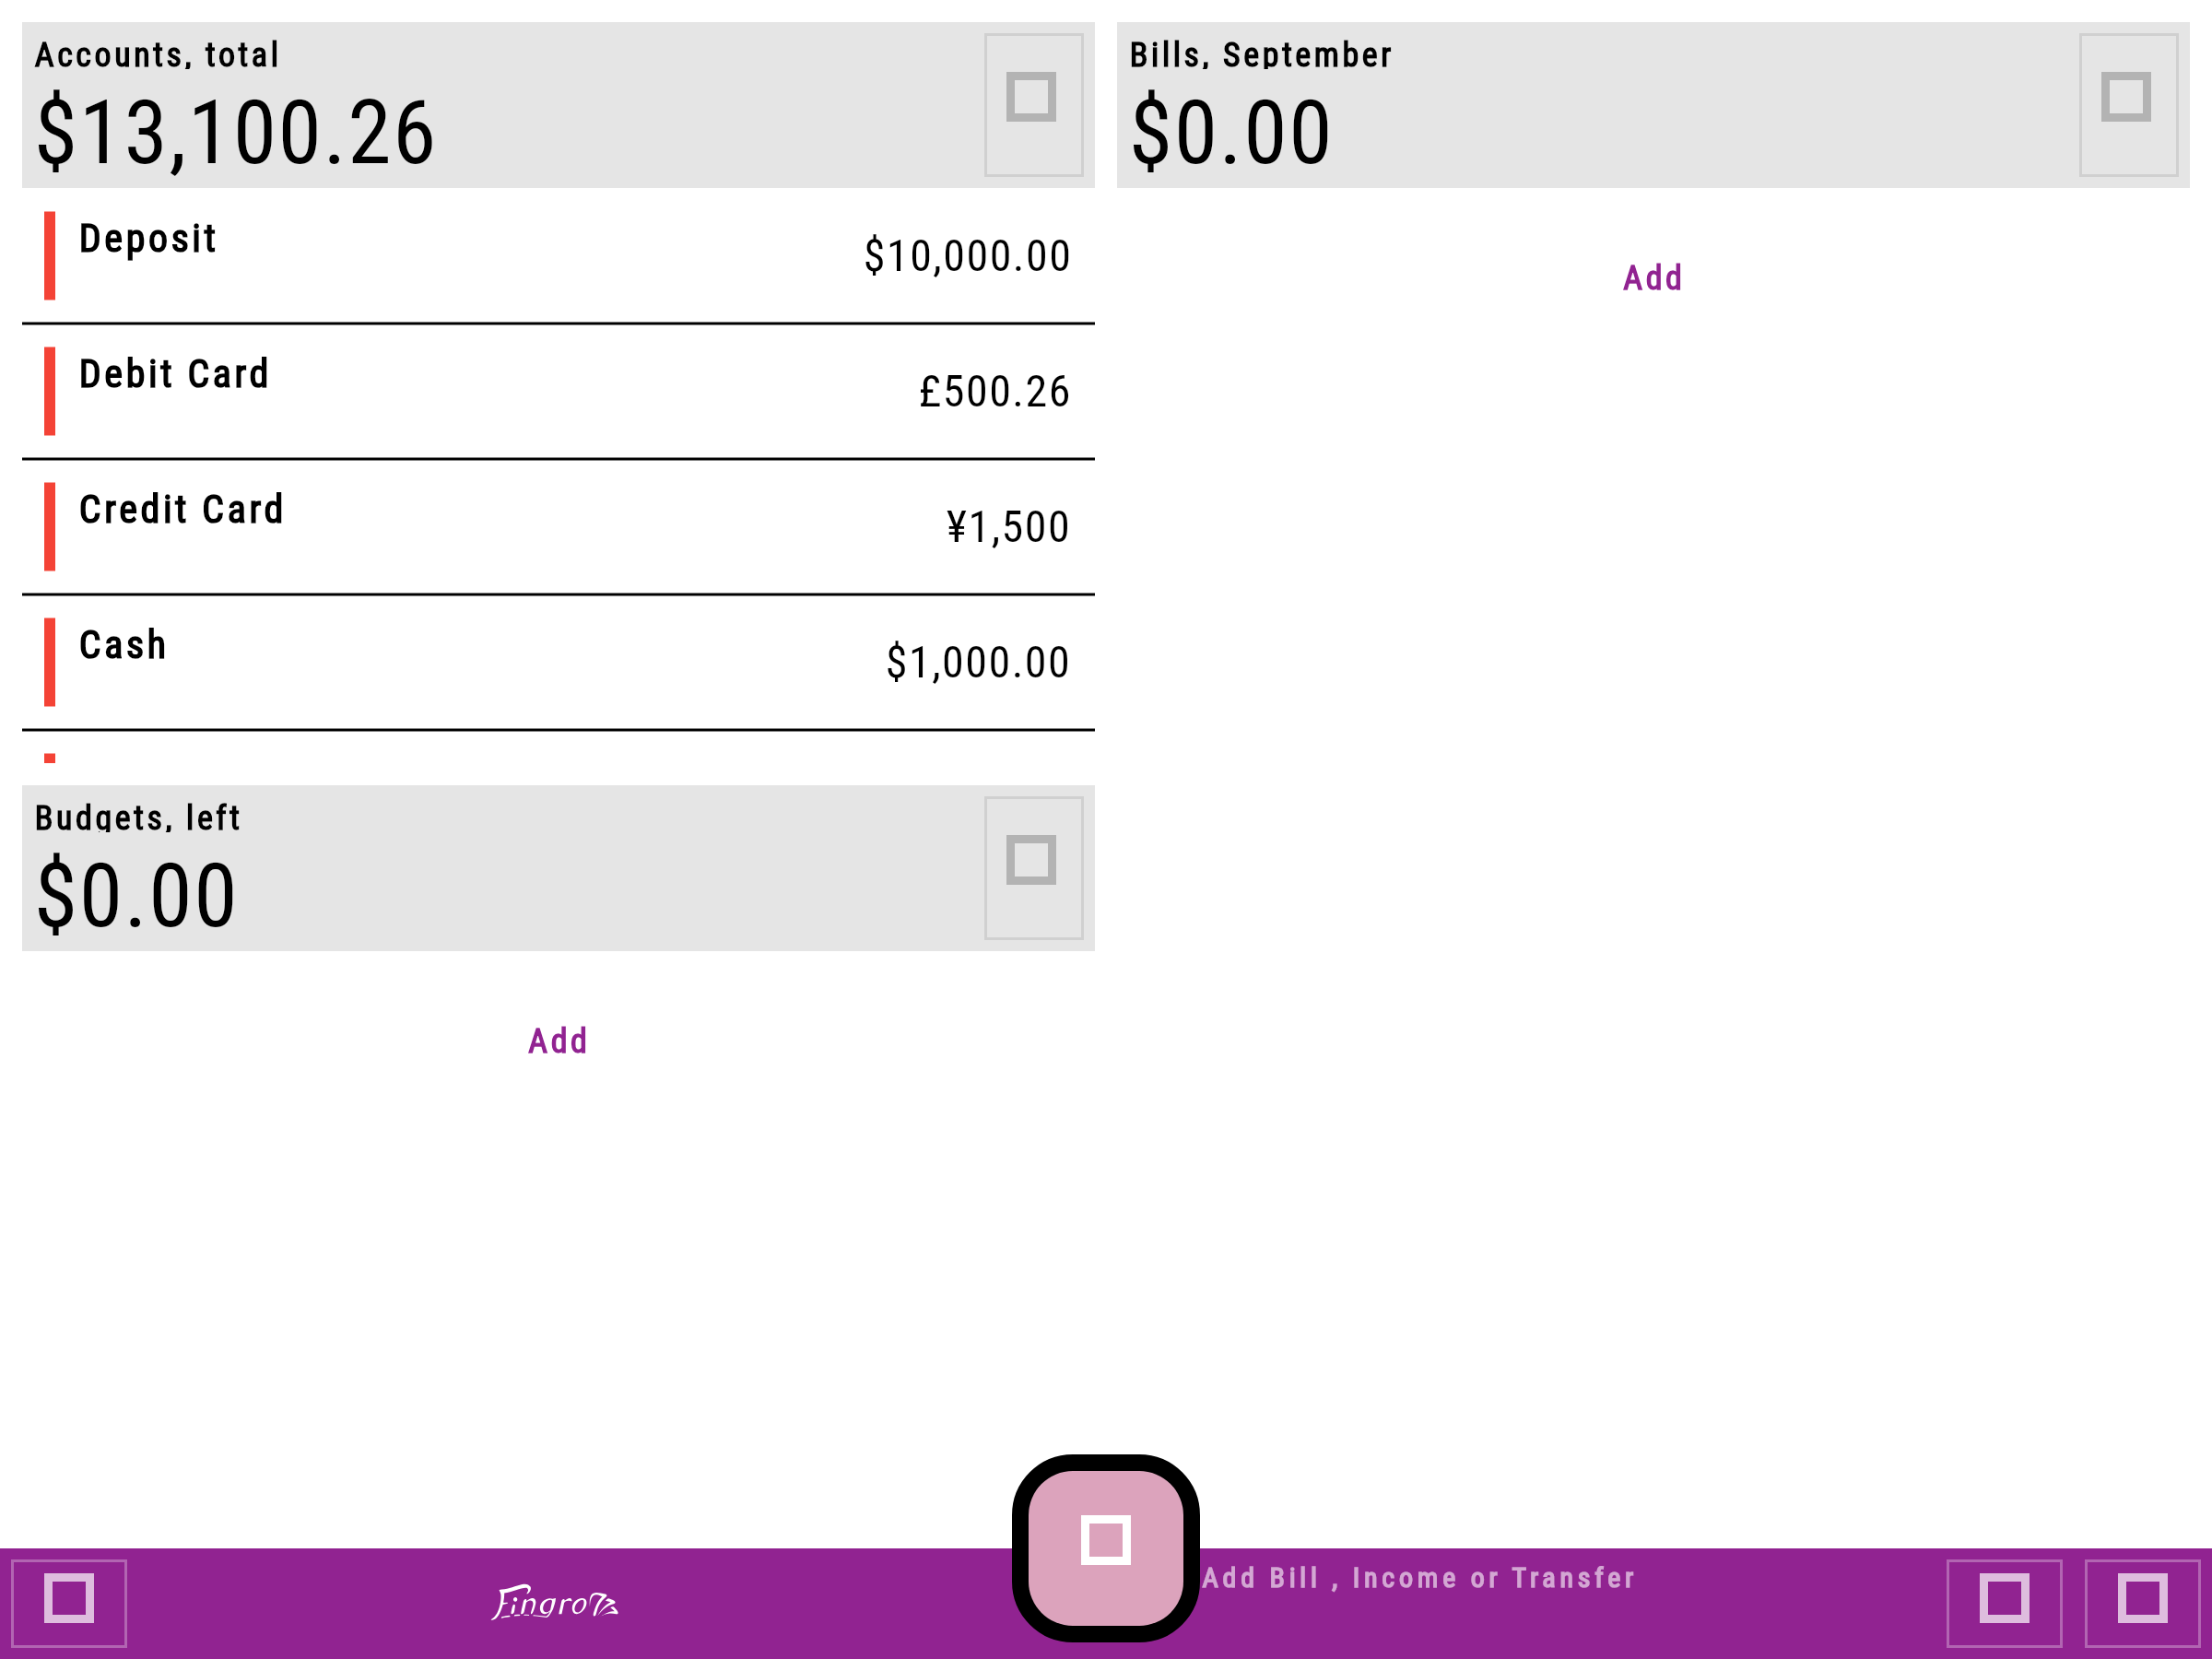 Accounts, total
$13,100.26
Deposit
$10,000.00
Debit Card
£500.26
Credit Card
¥1,500
Cash
$1,000.00
Budgets, left
$0.00
Add
Bills, September
$0.00
Add
Add Bill , Income or Transfer